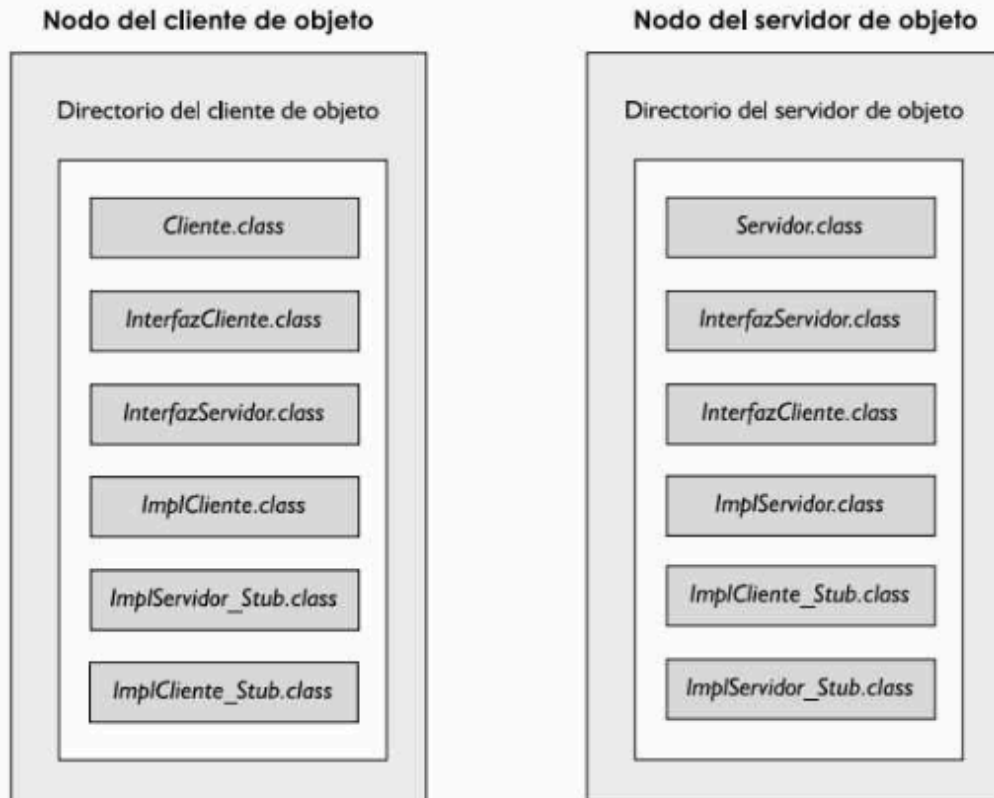 Nodo del cliente de objeto
Directorio del cliente de objeto
Cliente.class
InterfazCliente.class
InterfazServidor.class
ImplCliente.class
ImplServidor_Stub.class
ImplCliente_Stub.class
Nodo del servidor de objeto
Directorio del servidor de objeto
Servidor.class
InterfazServidor.class
InterfazCliente.class
ImplServidor.class
ImplCliente_Stub.class
ImplServidor_Stub.class